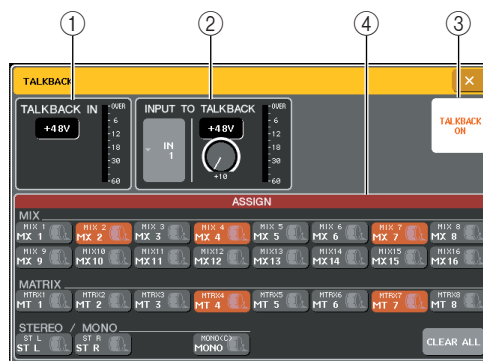 ① ② ④ ③
TALKBACK ×
TALKBACK IN
+48V
OVER
6
12
18
30
60
INPUT TO TALKBACK
IN
1
+48V
+10
OVER
6
12
18
30
60
TALKBACK
ON
ASSIGN
MIX
MIX 1 MX 1 MIX 2 MX 2 MIX 3 MX 3 MIX 4 MX 4 MIX 5 MX 5 MIX 6 MX 6 MIX 7 MX 7 MIX 8 MX 8
MIX 9 MX 9 MIX10 MX10 MIX11 MX11 MIX12 MX12 MIX13 MX13 MIX14 MX14 MIX15 MX15 MIX16 MX16
MATRIX
MTRX1 MT 1 MTRX2 MT 2 MTRX3 MT 3 MTRX4 MT 4 MTRX5 MT 5 MTRX6 MT 6 MTRX7 MT 7 MTRX8 MT 8
STEREO / MONO
ST L ST L ST R ST R MONO(C) MONO
CLEAR ALL